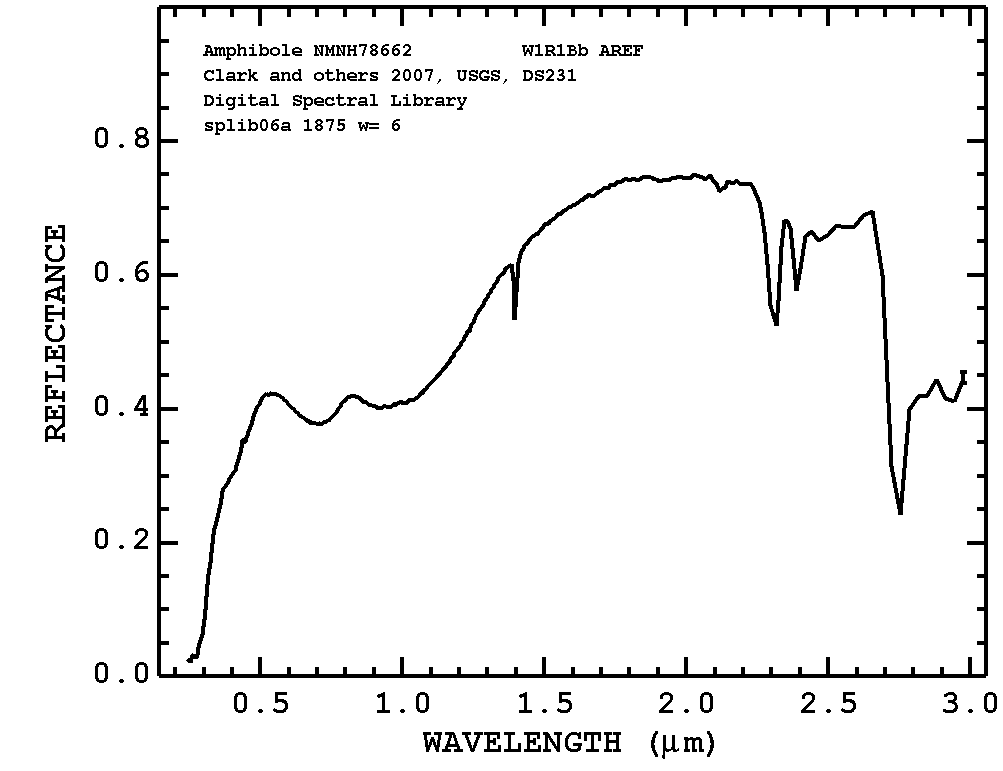 Amphibole NMNH78662 W1R1Bb AREF
Clark and others 2007, USGS, DS231
Digital Spectral Library
splib06a 1875 w= 6
0.8
0.6
0.4
0.2
0.0
REFLECTANCE
0.5 1.0 1.5 2.0 2.5 3.0
WAVELENGTH (μm)